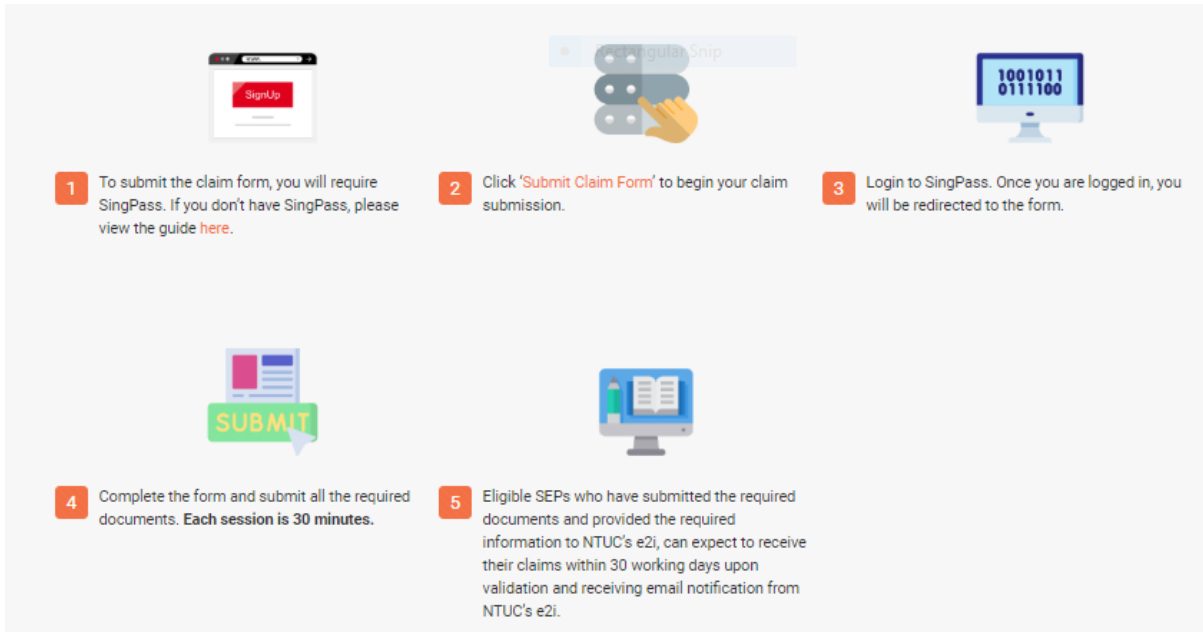 www.
SignUp
Rectangular Snip
1001011
0111100
1
To submit the claim form, you will require
SingPass. If you don't have SingPass, please
view the guide here.
2
Click 'Submit Claim Form' to begin your claim
submission.
3
Login to SingPass. Once you are logged in, you
will be redirected to the form.
SUBMIT
4
Complete the form and submit all the required
documents. Each session is 30 minutes.
5
Eligible SEPs who have submitted the required
documents and provided the required
information to NTUC's e2i, can expect to receive
their claims within 30 working days upon
validation and receiving email notification from
NTUC's e2i.